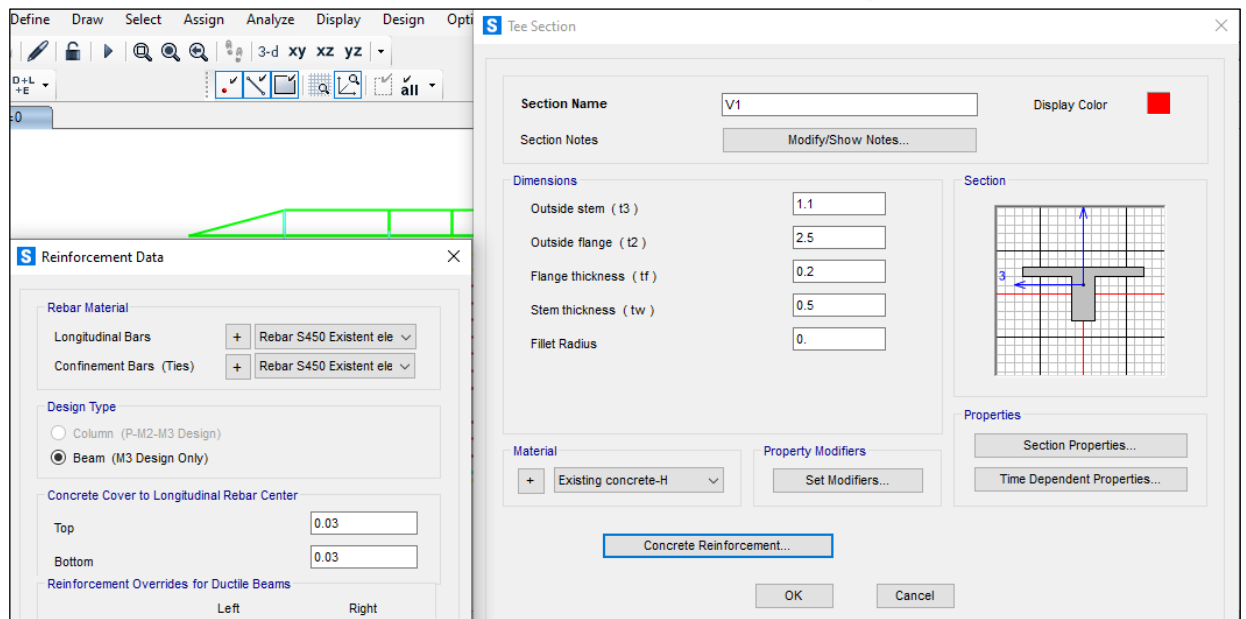 Define Draw Select Assign Analyze Display Design Opti
3-d xy xz yz
D+L
+E
all
=0
S Tee Section
Section Name V1 Display Color
Section Notes Modify/Show Notes...
Dimensions
Outside stem ( t3 ) 1.1
Outside flange ( t2 ) 2.5
Flange thickness ( tf ) 0.2
Stem thickness ( tw ) 0.5
Fillet Radius 0.
Section
3
Properties
Section Properties...
Time Dependent Properties...
Material
+ Existing concrete-H
Property Modifiers
Set Modifiers...
Concrete Reinforcement...
OK Cancel
S Reinforcement Data
Rebar Material
Longitudinal Bars + Rebar S450 Existent ele
Confinement Bars (Ties) + Rebar S450 Existent ele
Design Type
Column (P-M2-M3 Design)
Beam (M3 Design Only)
Concrete Cover to Longitudinal Rebar Center
Top 0.03
Bottom 0.03
Reinforcement Overrides for Ductile Beams
Left Right